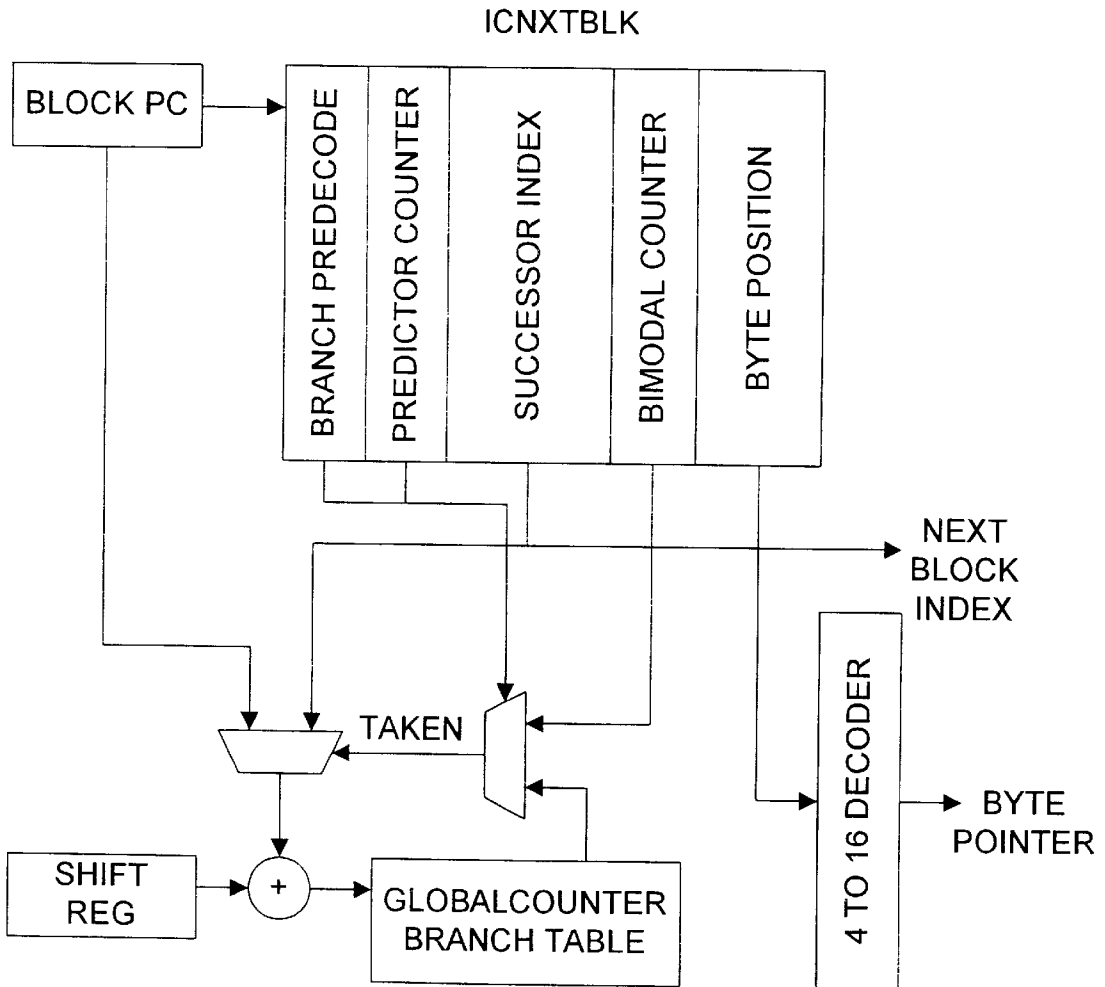 ICNXTBLK
BLOCK PC
BRANCH PREDECODE
PREDICTOR COUNTER
SUCCESSOR INDEX
BIMODAL COUNTER
BYTE POSITION
NEXT
BLOCK
INDEX
TAKEN
4 TO 16 DECODER
BYTE
POINTER
SHIFT
REG
+
GLOBALCOUNTER
BRANCH TABLE